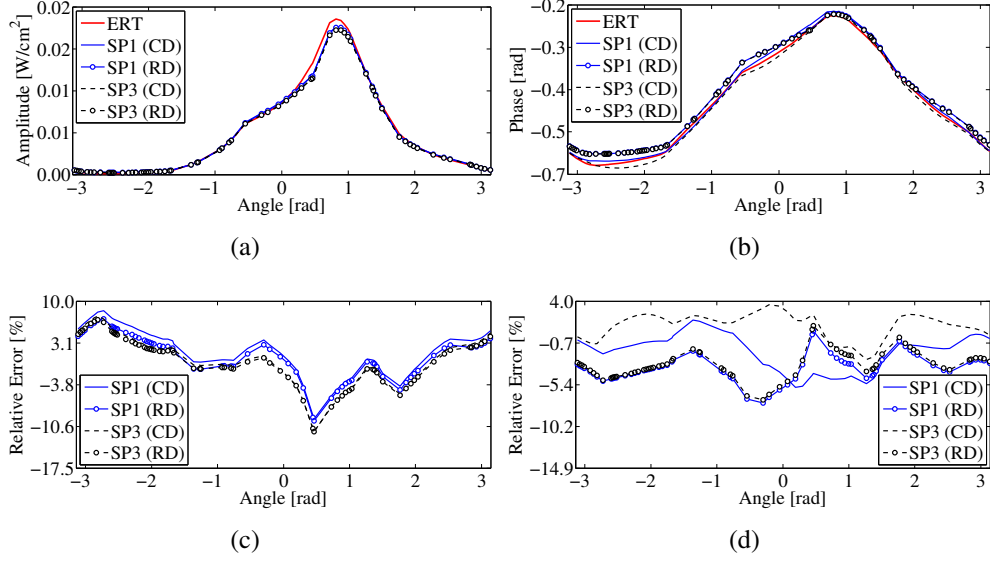 0.02
0.02
0.01
0.01
0.00
Amplitude [W/cm²]
ERT
SP1 (CD)
SP1 (RD)
SP3 (CD)
SP3 (RD)
−3 −2 −1 0 1 2 3
Angle [rad]
(a)
−0.2
−0.3
−0.4
−0.5
−0.7
Phase [rad]
ERT
SP1 (CD)
SP1 (RD)
SP3 (CD)
SP3 (RD)
−3 −2 −1 0 1 2 3
Angle [rad]
(b)
10.0
3.1
−3.8
−10.6
−17.5
Relative Error [%]
SP1 (CD)
SP1 (RD)
SP3 (CD)
SP3 (RD)
−3 −2 −1 0 1 2 3
Angle [rad]
(c)
4.0
−0.7
−5.4
−10.2
−14.9
Relative Error [%]
SP1 (CD)
SP1 (RD)
SP3 (CD)
SP3 (RD)
−3 −2 −1 0 1 2 3
Angle [rad]
(d)